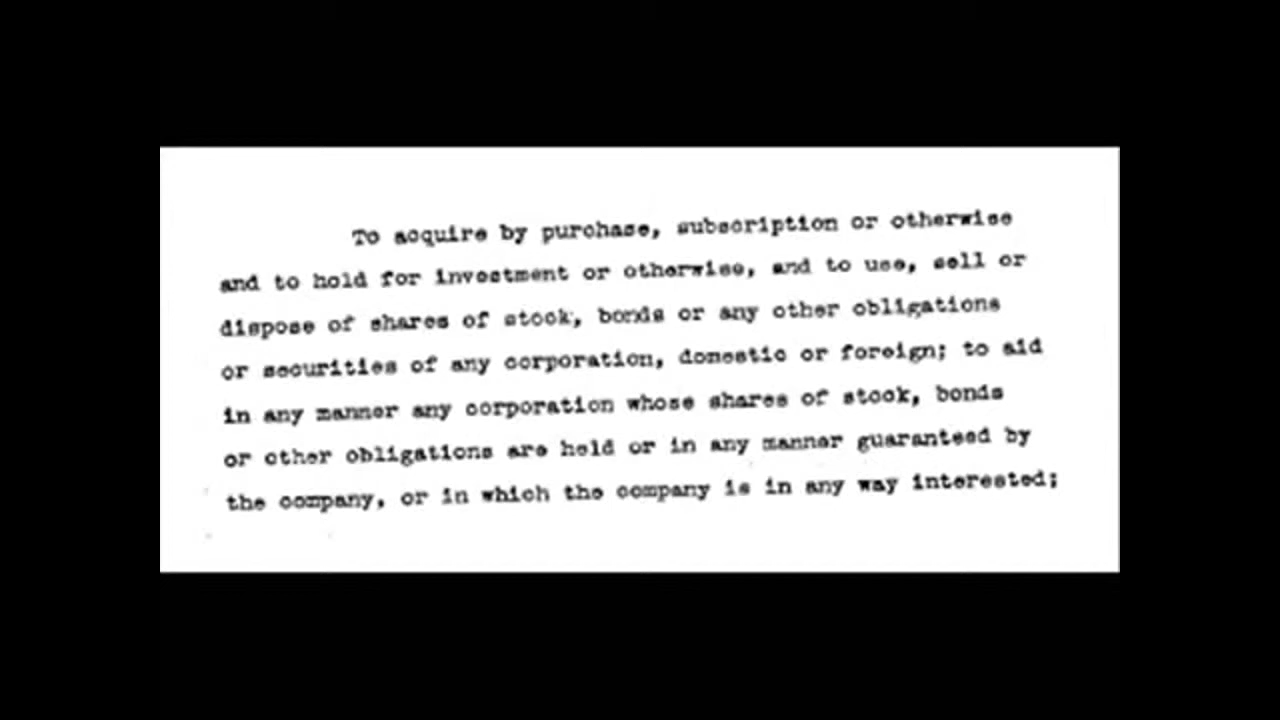 To acquire by purchase, subscription or otherwise
and to hold for investment or otherwise, and to use, sell or
dispose of shares of stock, bonds or any other obligations
or securities of any corporation, domestic or foreign; to aid
in any manner any corporation whose shares of stock, bonds
or other obligations are held or in any manner guaranteed by
the company, or in which the company is in any way interested;